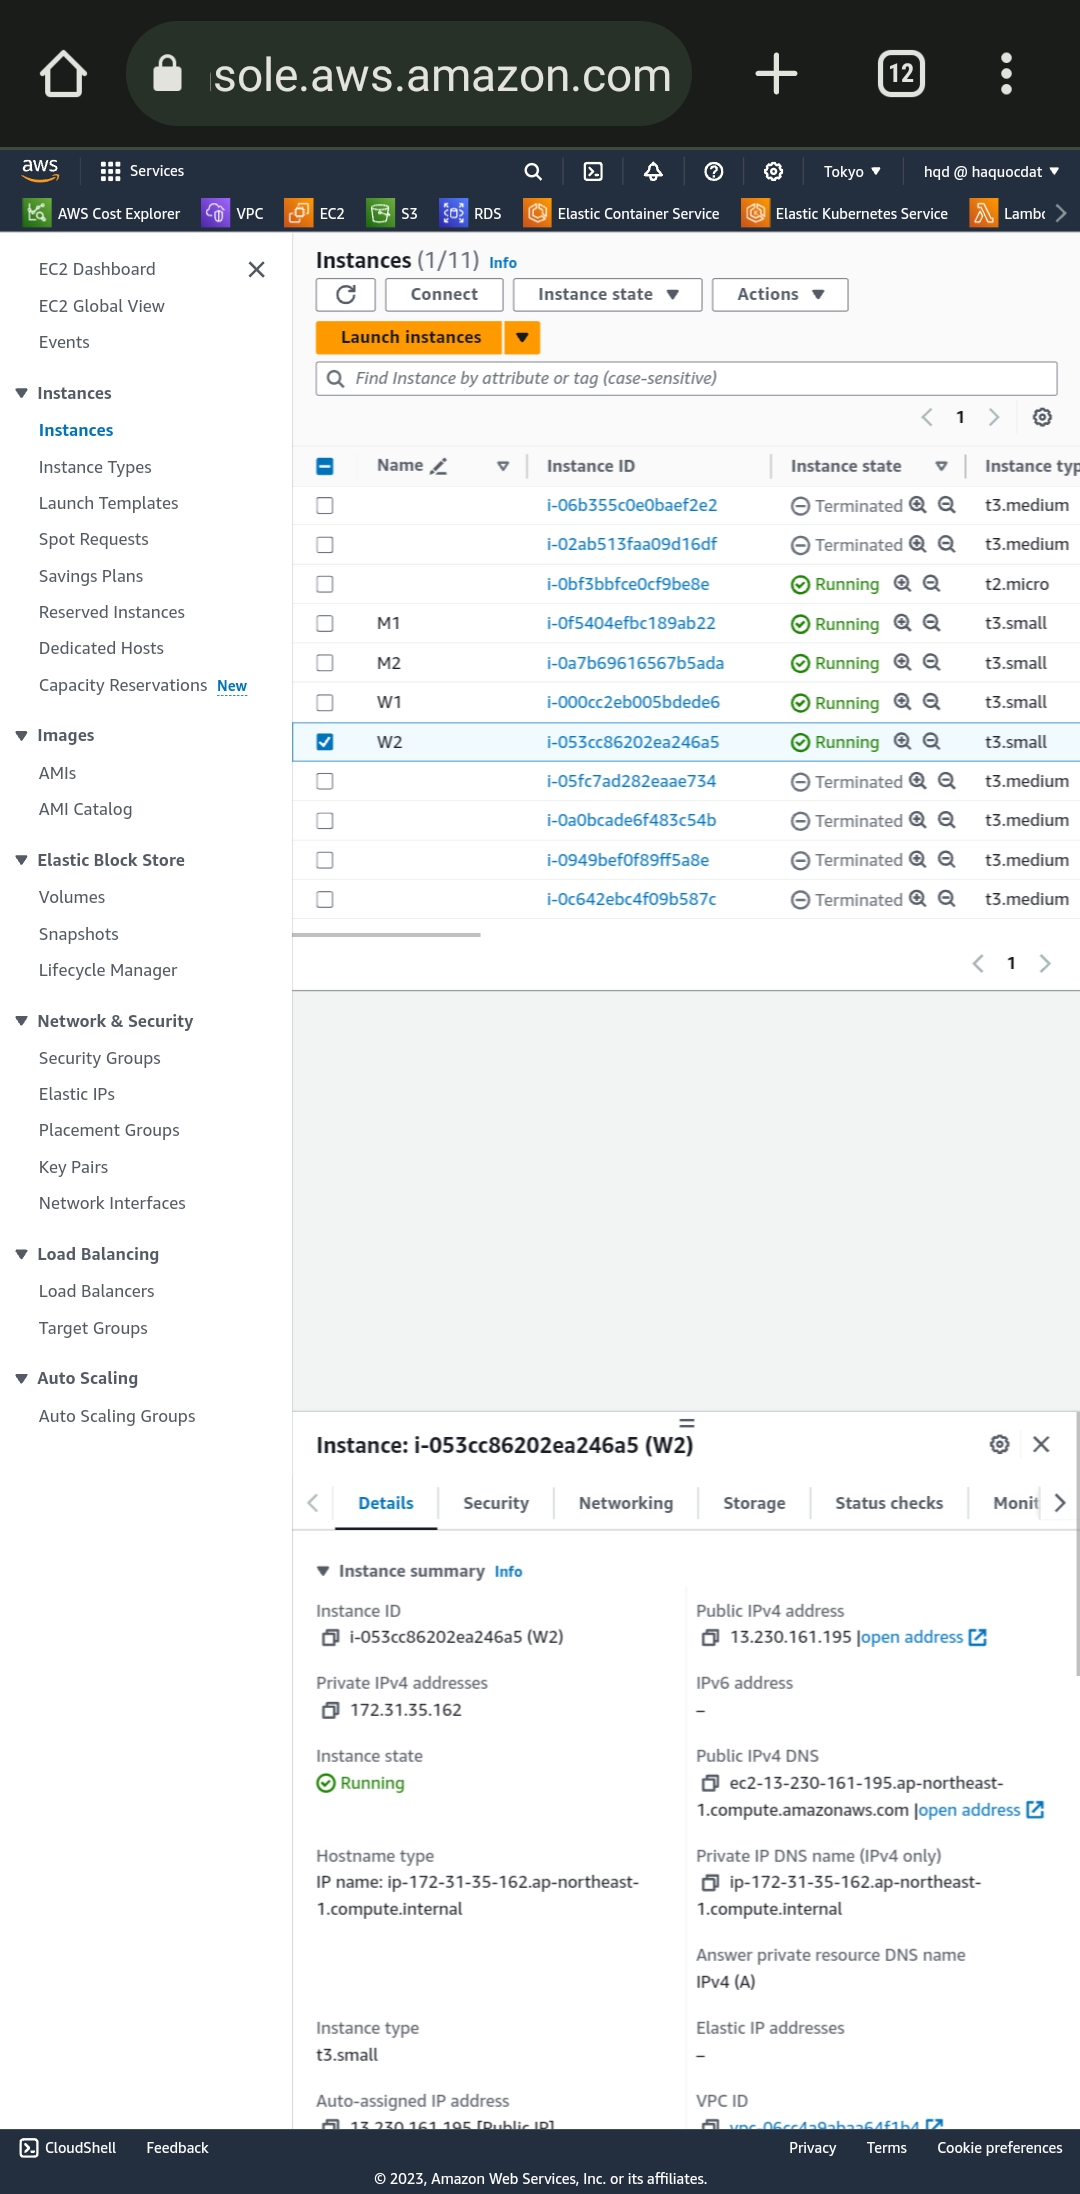 sole.aws.amazon.com
12
aws
Services
Tokyo
hqd @ haquocdat
AWS Cost Explorer
VPC
EC2
S3
RDS
Elastic Container Service
Elastic Kubernetes Service
Lambd
EC2 Dashboard
EC2 Global View
Events
Instances
Instances
Instance Types
Launch Templates
Spot Requests
Savings Plans
Reserved Instances
Dedicated Hosts
Capacity Reservations New
Images
AMIs
AMI Catalog
Elastic Block Store
Volumes
Snapshots
Lifecycle Manager
Network & Security
Security Groups
Elastic IPs
Placement Groups
Key Pairs
Network Interfaces
Load Balancing
Load Balancers
Target Groups
Auto Scaling
Auto Scaling Groups
Instances (1/11) Info
Connect
Instance state
Actions
Launch instances
Find Instance by attribute or tag (case-sensitive)
1
Name Instance ID Instance state Instance typ
i-06b355c0e0baef2e2 Terminated t3.medium
i-02ab513faa09d16df Terminated t3.medium
i-0bf3bbfce0cf9be8e Running t2.micro
M1 i-0f5404efbc189ab22 Running t3.small
M2 i-0a7b69616567b5ada Running t3.small
W1 i-000cc2eb005bdede6 Running t3.small
W2 i-053cc86202ea246a5 Running t3.small
i-05fc7ad282eaae734 Terminated t3.medium
i-0a0bcade6f483c54b Terminated t3.medium
i-0949bef0f89ff5a8e Terminated t3.medium
i-0c642ebc4f09b587c Terminated t3.medium
1
Instance: i-053cc86202ea246a5 (W2)
Details
Security
Networking
Storage
Status checks
Monit
Instance summary Info
Instance ID
i-053cc86202ea246a5 (W2)
Public IPv4 address
13.230.161.195 |open address
Private IPv4 addresses
172.31.35.162
IPv6 address
–
Instance state
Running
Public IPv4 DNS
ec2-13-230-161-195.ap-northeast-
1.compute.amazonaws.com |open address
Hostname type
IP name: ip-172-31-35-162.ap-northeast-
1.compute.internal
Private IP DNS name (IPv4 only)
ip-172-31-35-162.ap-northeast-
1.compute.internal
Answer private resource DNS name
IPv4 (A)
Instance type
t3.small
Elastic IP addresses
–
Auto-assigned IP address
13.230.161.195 [Public IP]
VPC ID
CloudShell
Feedback
Privacy
Terms
Cookie preferences
© 2023, Amazon Web Services, Inc. or its affiliates.